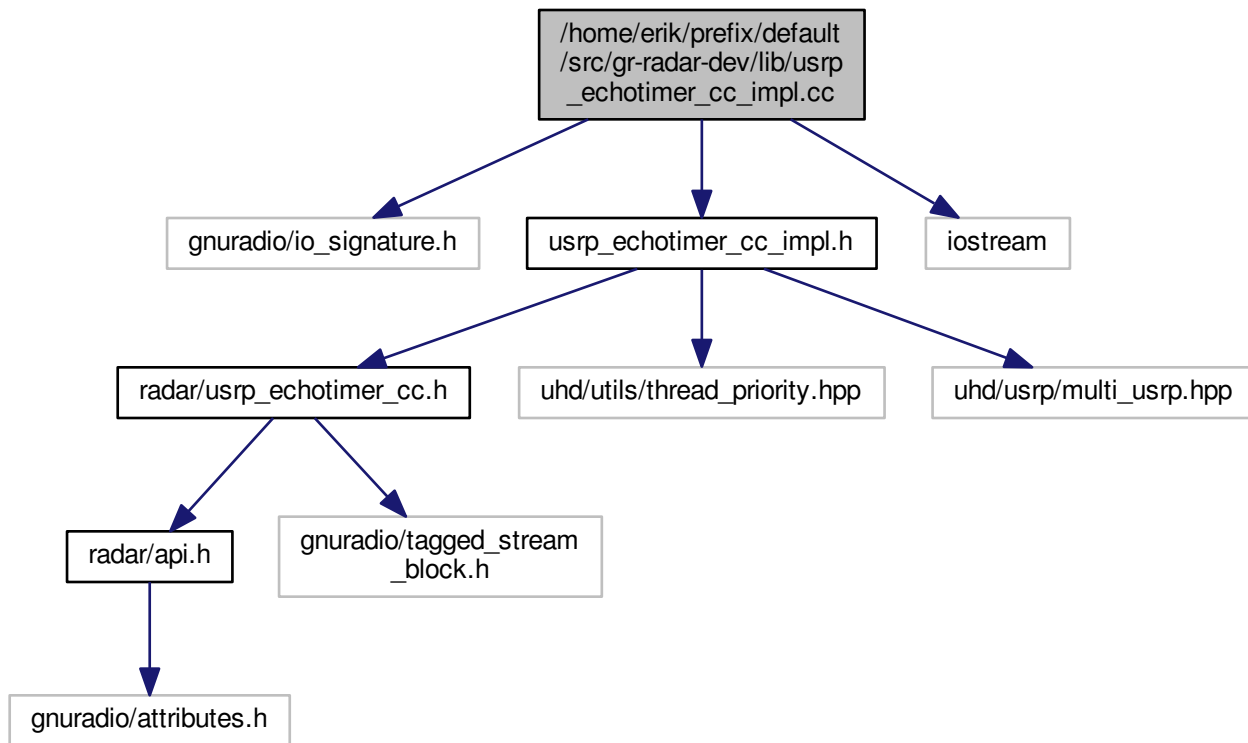 /home/erik/prefix/default
/src/gr-radar-dev/lib/usrp
_echotimer_cc_impl.cc
gnuradio/io_signature.h
usrp_echotimer_cc_impl.h
iostream
radar/usrp_echotimer_cc.h
uhd/utils/thread_priority.hpp
uhd/usrp/multi_usrp.hpp
radar/api.h
gnuradio/tagged_stream
_block.h
gnuradio/attributes.h